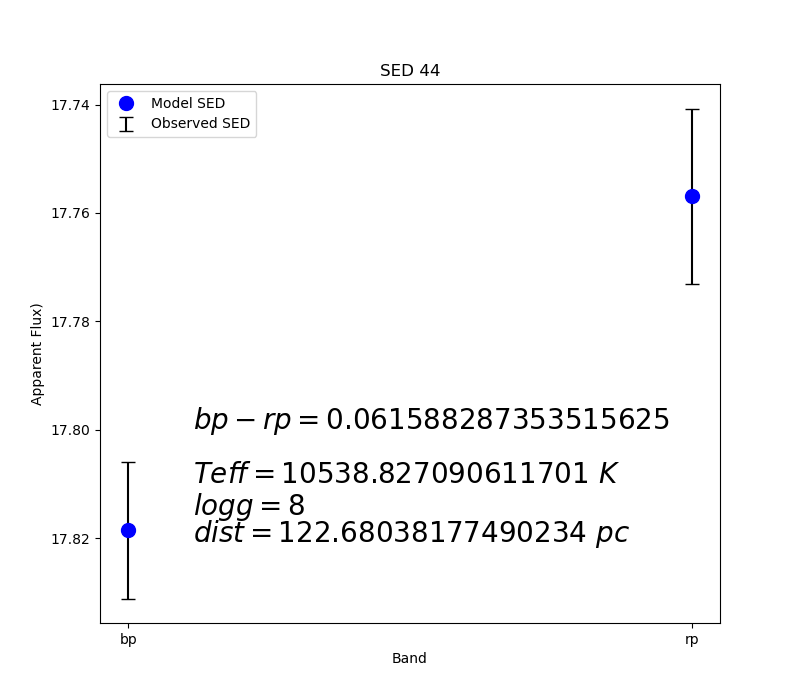 SED 44
Model SED
Observed SED
17.74
17.76
17.78
17.80
17.82
Apparent Flux)
bp − rp = 0.061588287353515625
Teff = 10538.827090611701 K
logg = 8
dist = 122.68038177490234 pc
bp
rp
Band